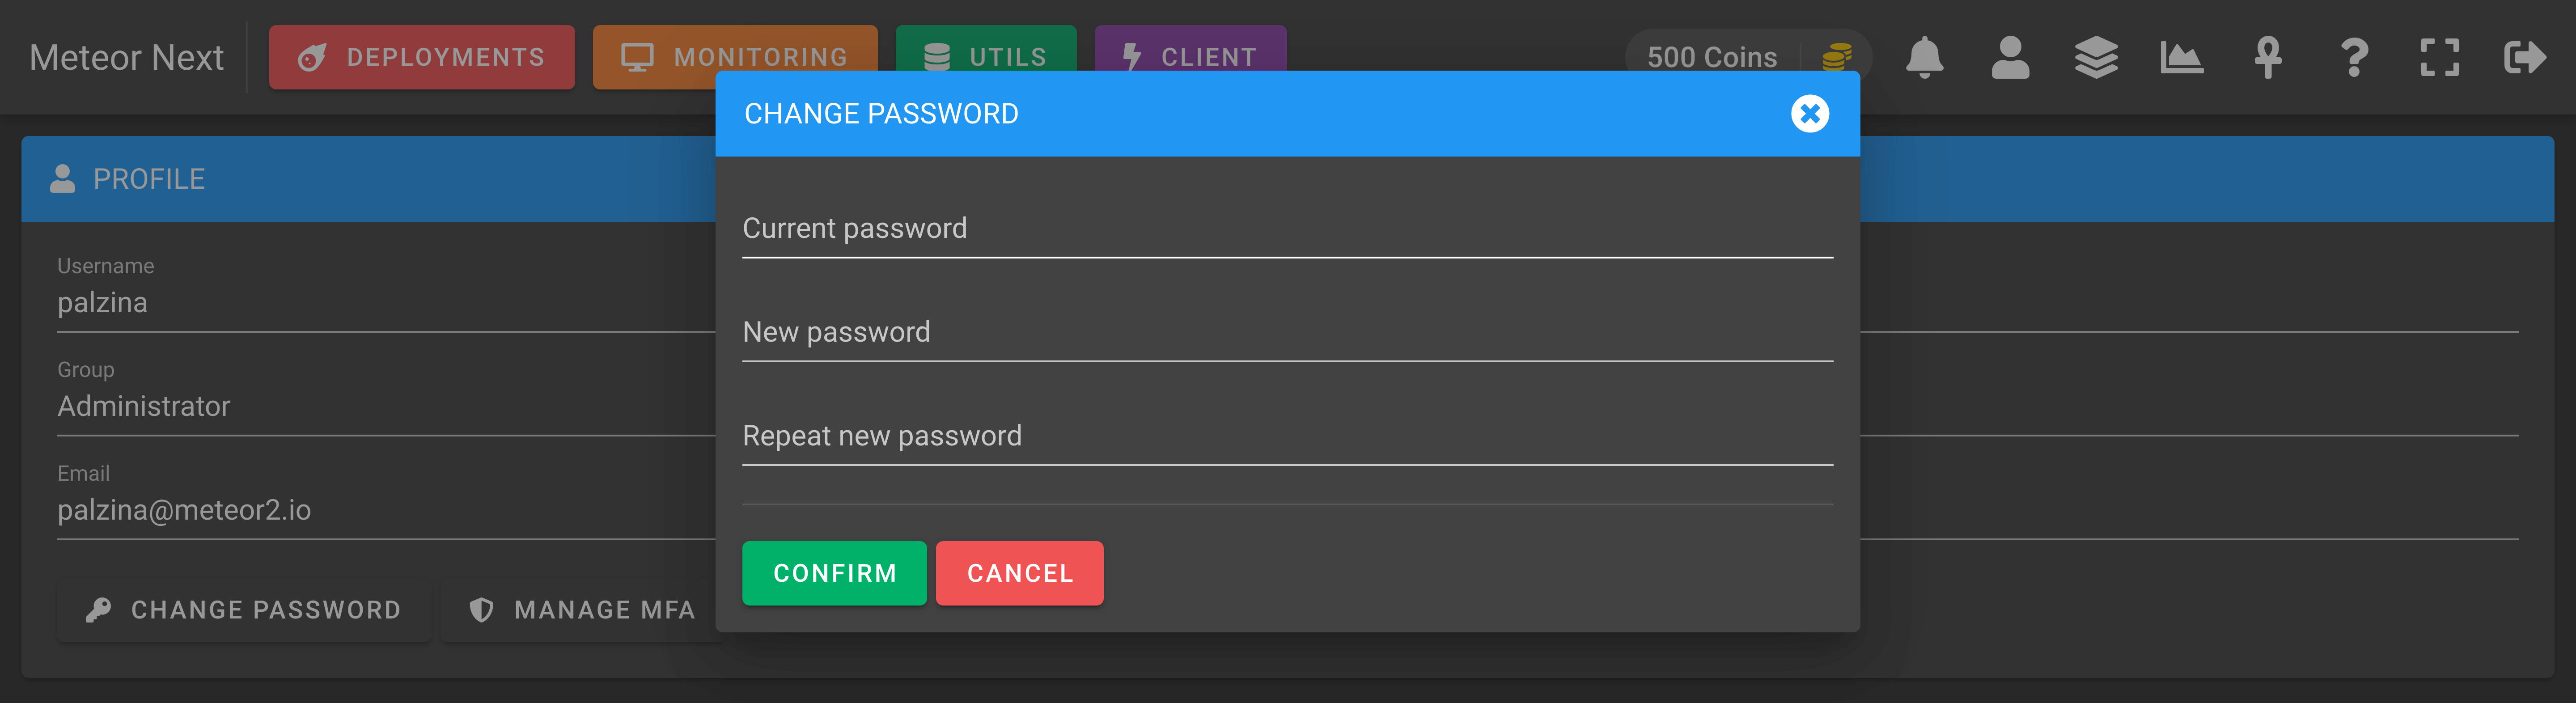 Meteor Next
DEPLOYMENTS
MONITORING
UTILS
CLIENT
500 Coins
CHANGE PASSWORD
PROFILE
Username
palzina
Group
Administrator
Email
palzina@meteor2.io
CHANGE PASSWORD
MANAGE MFA
Current password
New password
Repeat new password
CONFIRM
CANCEL